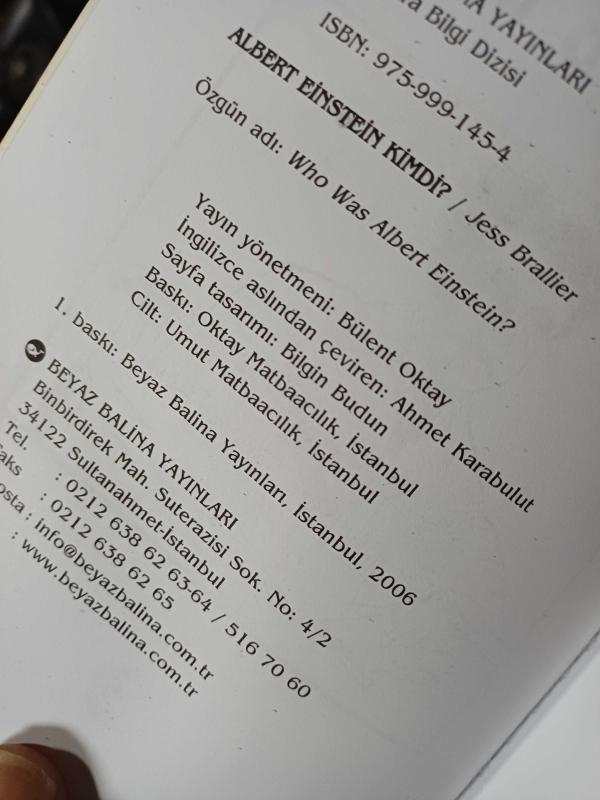 YAYINLARI
Bilgi Dizisi
ISBN: 975-999-145-4
ALBERT EİNSTEİN KİMDİ? / Jess Brallier
Özgün adı: Who Was Albert Einstein?
Yayın yönetmeni: Bülent Oktay
İngilizce aslından çeviren: Ahmet Karabulut
Sayfa tasarımı: Bilgin Budun
Baskı: Oktay Matbaacılık, İstanbul
Cilt: Umut Matbaacılık, İstanbul
1. baskı: Beyaz Balina Yayınları, İstanbul, 2006
BEYAZ BALİNA YAYINLARI
Binbirdirek Mah. Suterazisi Sok. No: 4/2
34122 Sultanahmet-İstanbul
Tel. : 0212 638 62 63-64 / 516 70 60
: 0212 638 62 65
: info@beyazbalina.com.tr
: www.beyazbalina.com.tr